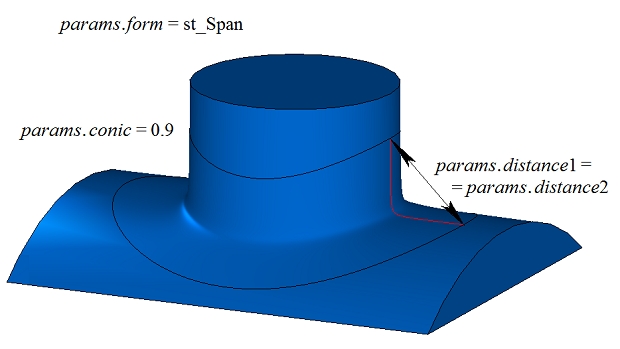 params.form = st_Span
params.conic = 0.9
params.distance1 =
= params.distance2